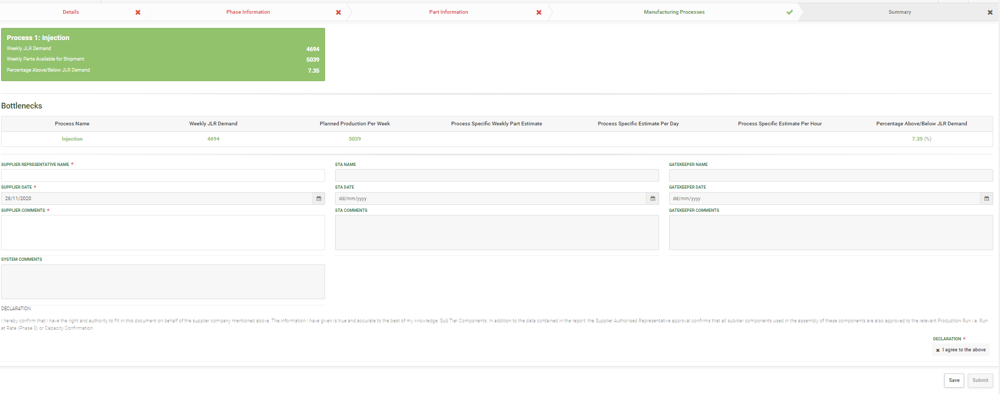 Details Phase Information Part Information Manufacturing Processes Summary
Process 1: Injection
Weekly JLR Demand 4694
Weekly Parts Available for Shipment 5039
Percentage Above/Below JLR Demand 7.35
Bottlenecks
Process Name Weekly JLR Demand Planned Production Per Week Process Specific Weekly Part Estimate Process Specific Estimate Per Day Process Specific Estimate Per Hour Percentage Above/Below JLR Demand
Injection 4694 5039 7.35 (%)
SUPPLIER REPRESENTATIVE NAME * STA NAME GATEKEEPER NAME
SUPPLIER DATE * STA DATE GATEKEEPER DATE
26/11/2020 dd/mm/yyyy dd/mm/yyyy
SUPPLIER COMMENTS * STA COMMENTS GATEKEEPER COMMENTS
SYSTEM COMMENTS
DECLARATION
I hereby confirm that I have the right and authority to fill in this document on behalf of the supplier company mentioned above. The information I have given is true and accurate to the best of my knowledge. Sub Tier Components: In addition to the data contained in the report, the Supplier Authorised Representative approval confirms that all sub-tier components used in the assembly of these components are also approved to the relevant Production Run i.e. Run
at Rate (Phase 0) or Capacity Confirmation
DECLARATION *
I agree to the above
Save Submit